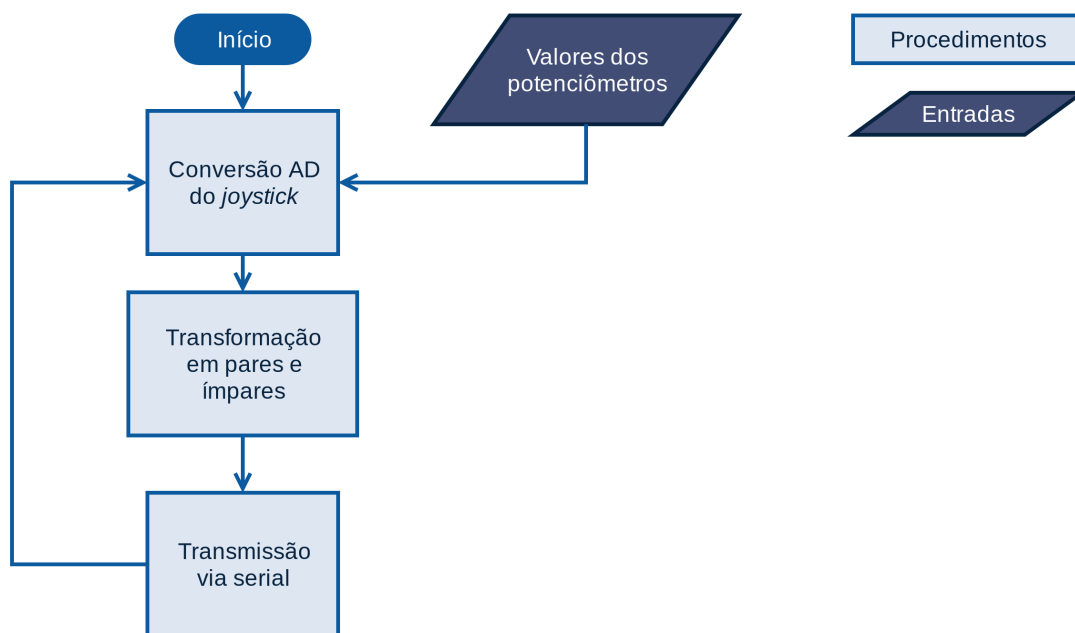 Início
Valores dos
potenciômetros
Procedimentos
Entradas
Conversão AD
do joystick
Transformação
em pares e
ímpares
Transmissão
via serial